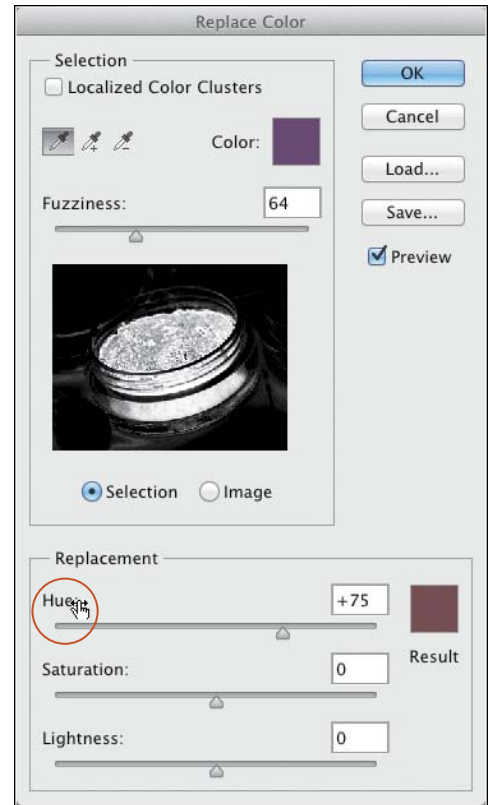 Replace Color
Selection
Localized Color Clusters
Color:
Fuzziness:
64
Selection
Image
OK
Cancel
Load...
Save...
Preview
Replacement
Hue:
+75
Result
Saturation:
0
Lightness:
0